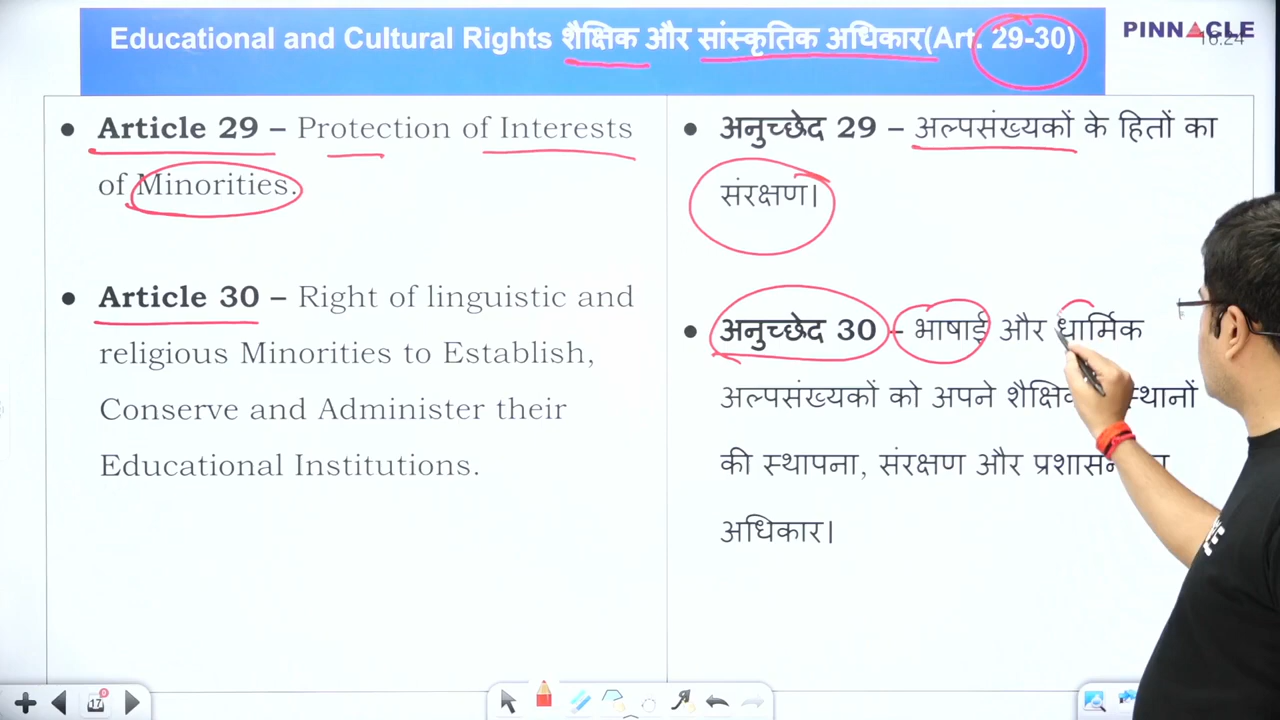 Educational and Cultural Rights शैक्षिक और सांस्कृतिक अधिकार(Art. 29-30)
PINNACLE
16:24
Article 29 – Protection of Interests
of Minorities.
Article 30 – Right of linguistic and
religious Minorities to Establish,
Conserve and Administer their
Educational Institutions.
अनुच्छेद 29 – अल्पसंख्यकों के हितों का
संरक्षण।
अनुच्छेद 30 - भाषाई और धार्मिक
अल्पसंख्यकों को अपने
की स्थापना, संरक्षण और
अधिकार।
17